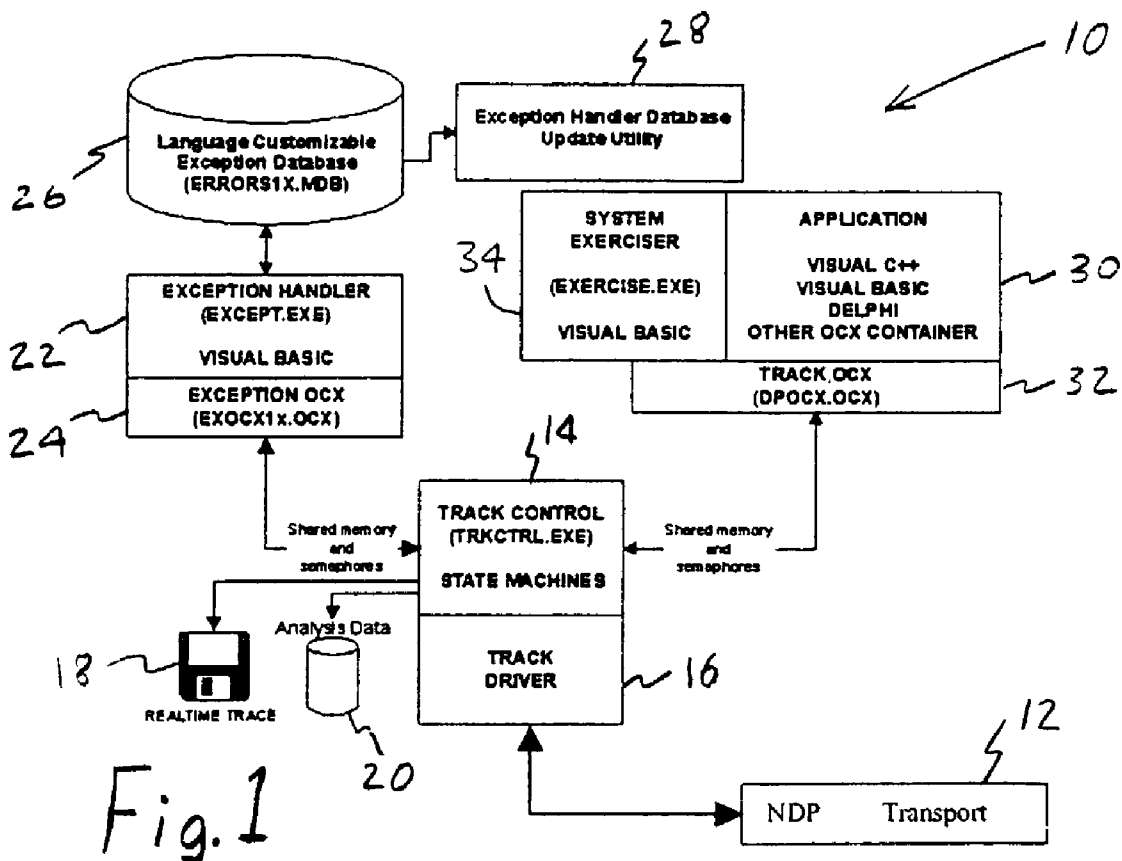 28
10
Exception Handler Database
Update Utility
Language Customizable
Exception Database
(ERRORS1X.MDB)
26
SYSTEM
EXERCISER
(EXERCISE.EXE)
VISUAL BASIC
34
APPLICATION
VISUAL C++
VISUAL BASIC
DELPHI
OTHER OCX CONTAINER
30
EXCEPTION HANDLER
(EXCEPT.EXE)
VISUAL BASIC
22
EXCEPTION OCX
(EXOCX1x.OCX)
24
TRACK.OCX
(DPOCX.OCX)
32
14
TRACK CONTROL
(TRKCTRL.EXE)
STATE MACHINES
Shared memory
and
semaphores
Shared memory
and
semaphores
Analysis Data
18
REALTIME TRACE
20
TRACK
DRIVER
16
12
NDP Transport
Fig. 1